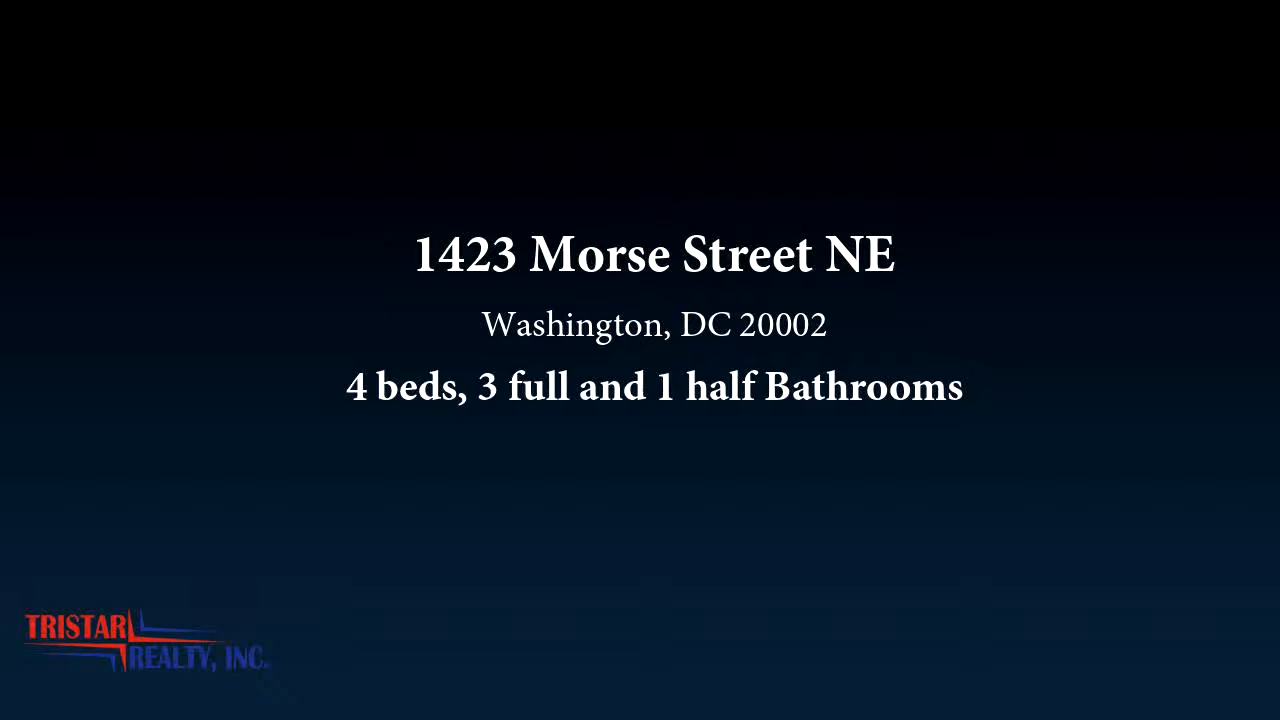 1423 Morse Street NE
Washington, DC 20002
4 beds, 3 full and 1 half Bathrooms
TRISTAR
REALTY, INC.